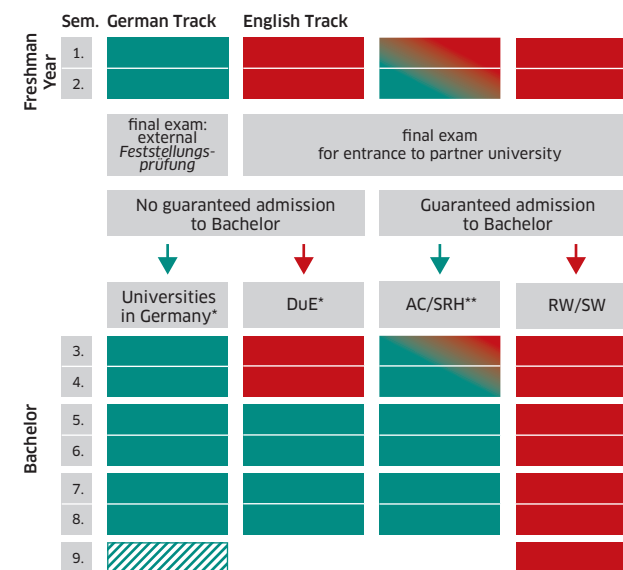 Sem. German Track English Track
Freshman
Year
1.
2.
final exam:
external
Feststellungs-
prüfung
final exam
for entrance to partner university
No guaranteed admission
to Bachelor
Guaranteed admission
to Bachelor
Universities
in Germany*
DuE*
AC/SRH**
RW/SW
Bachelor
3.
4.
5.
6.
7.
8.
9.